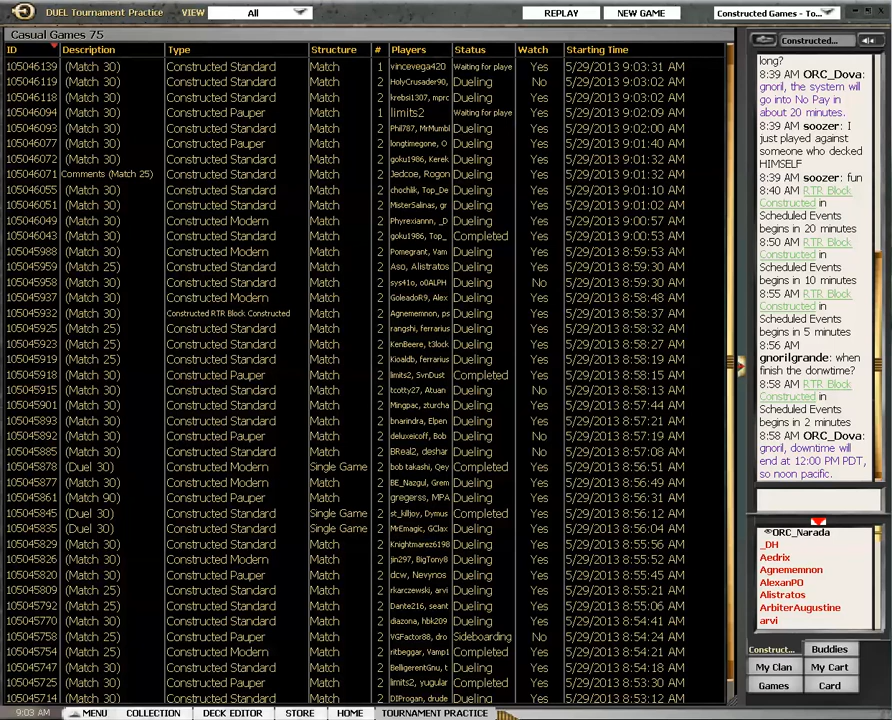 DUEL Tournament Practice VIEW All REPLAY NEW GAME Constructed Games - To...
Casual Games 75
ID Description Type Structure # Players Status Watch Starting Time
105046139 (Match 30) Constructed Standard Match 1 vincevega420 Waiting for playe Yes 5/29/2013 9:03:31 AM
105046119 (Match 30) Constructed Standard Match 2 HolyCrusader90, Dueling No 5/29/2013 9:03:02 AM
105046118 (Match 30) Constructed Standard Match 2 krebsi1307, mprc Dueling Yes 5/29/2013 9:03:02 AM
105046094 (Match 30) Constructed Pauper Match 1 limits2 Waiting for playe Yes 5/29/2013 9:02:09 AM
105046093 (Match 30) Constructed Standard Match 2 Phil787, MrMumbl Dueling Yes 5/29/2013 9:02:00 AM
105046077 (Match 30) Constructed Pauper Match 2 longtimegone, O Dueling Yes 5/29/2013 9:01:40 AM
105046072 (Match 30) Constructed Standard Match 2 goku1986, Kerek Dueling Yes 5/29/2013 9:01:32 AM
105046071 Comments (Match 25) Constructed Standard Match 2 Jedcoe, Rogon Dueling Yes 5/29/2013 9:01:32 AM
105046055 (Match 30) Constructed Standard Match 2 chochlik, Top_De Dueling Yes 5/29/2013 9:01:10 AM
105046051 (Match 30) Constructed Standard Match 2 MisterSalinas, gr Dueling Yes 5/29/2013 9:01:02 AM
105046049 (Match 30) Constructed Modern Match 2 Phyrexiannn, _D Dueling Yes 5/29/2013 9:00:57 AM
105046043 (Match 30) Constructed Standard Match 2 goku1986, Top_ Completed Yes 5/29/2013 9:00:53 AM
105045988 (Match 30) Constructed Modern Match 2 Pomegrant, Vam Dueling Yes 5/29/2013 8:59:53 AM
105045959 (Match 25) Constructed Standard Match 2 Aso, Alistratos Dueling Yes 5/29/2013 8:59:30 AM
105045958 (Match 30) Constructed Standard Match 2 sys41o, o0ALPH Dueling No 5/29/2013 8:59:30 AM
105045937 (Match 30) Constructed Modern Match 2 GoleadoR9, Alex Dueling Yes 5/29/2013 8:58:48 AM
105045932 (Match 30) Constructed RTR Block Constructed Match 2 Agnememnon, ps Dueling Yes 5/29/2013 8:58:37 AM
105045925 (Match 25) Constructed Standard Match 2 rangshi, ferrarius Dueling Yes 5/29/2013 8:58:32 AM
105045923 (Match 25) Constructed Standard Match 2 KenBeere, t3lock Dueling Yes 5/29/2013 8:58:27 AM
105045919 (Match 25) Constructed Standard Match 2 Kioaldb, ferrarius Dueling Yes 5/29/2013 8:58:19 AM
105045918 (Match 30) Constructed Pauper Match 2 limits2, SvnDust Completed Yes 5/29/2013 8:58:15 AM
105045915 (Match 30) Constructed Standard Match 2 tcotty27, Atuan Dueling No 5/29/2013 8:58:13 AM
105045901 (Match 30) Constructed Standard Match 2 Mingpac, zturcha Dueling Yes 5/29/2013 8:57:44 AM
105045893 (Match 30) Constructed Standard Match 2 bnarindra, Elpen Dueling Yes 5/29/2013 8:57:21 AM
105045892 (Match 30) Constructed Pauper Match 2 deluxeicoff, Bob Dueling No 5/29/2013 8:57:19 AM
105045885 (Match 30) Constructed Standard Match 2 BReal2, deshar Dueling No 5/29/2013 8:57:08 AM
105045878 (Duel 30) Constructed Modern Single Game 2 bob takashi, Qey Completed Yes 5/29/2013 8:56:51 AM
105045877 (Match 30) Constructed Modern Match 2 BE_Nazgul, Grem Dueling Yes 5/29/2013 8:56:49 AM
105045861 (Match 90) Constructed Pauper Match 2 gregerss, MPA Dueling Yes 5/29/2013 8:56:31 AM
105045845 (Duel 30) Constructed Standard Single Game 2 st_killjoy, Dymus Completed Yes 5/29/2013 8:56:12 AM
105045835 (Duel 30) Constructed Standard Single Game 2 MrEmagic, GClax Dueling Yes 5/29/2013 8:56:04 AM
105045829 (Match 30) Constructed Standard Match 2 Knightmarez6198 Dueling Yes 5/29/2013 8:55:56 AM
105045826 (Match 30) Constructed Modern Match 2 jin297, BigTony8 Dueling Yes 5/29/2013 8:55:52 AM
105045820 (Match 30) Constructed Pauper Match 2 dcw, Nevynos Dueling Yes 5/29/2013 8:55:45 AM
105045809 (Match 25) Constructed Standard Match 2 rkarczewski, arvi Dueling Yes 5/29/2013 8:55:21 AM
105045792 (Match 25) Constructed Standard Match 2 Dante216, seant Dueling Yes 5/29/2013 8:55:06 AM
105045770 (Match 30) Constructed Standard Match 2 diazona, hbk209 Dueling Yes 5/29/2013 8:54:41 AM
105045758 (Match 25) Constructed Pauper Match 2 VGFactor88, dro Sideboarding No 5/29/2013 8:54:24 AM
105045754 (Match 25) Constructed Modern Match 2 ritbeggar, Vamp1 Completed Yes 5/29/2013 8:54:21 AM
105045747 (Match 30) Constructed Standard Match 2 BelligerentGnu, t Dueling Yes 5/29/2013 8:54:18 AM
105045725 (Match 30) Constructed Pauper Match 2 limits2, yugular Completed Yes 5/29/2013 8:53:24 AM
105045714 (Match 30) Constructed Standard Match 2 DIProgan, drude Dueling Yes 5/29/2013 8:53:12 AM
Constructed...
long?
8:39 AM ORC_Dova:
gnoril, the system will
go into No Pay in
about 20 minutes.
8:39 AM soozer: I
just played against
someone who decked
HIMSELF
8:39 AM soozer: fun
8:40 AM RTR Block
Constructed in
Scheduled Events
begins in 20 minutes
8:50 AM RTR Block
Constructed in
Scheduled Events
begins in 10 minutes
8:55 AM RTR Block
Constructed in
Scheduled Events
begins in 5 minutes
8:56 AM
gnorilgrande: when
finish the donwtime?
8:58 AM RTR Block
Constructed in
Scheduled Events
begins in 2 minutes
8:58 AM ORC_Dova:
gnoril, downtime will
end at 12:00 PM PDT,
so noon pacific.
ORC_Narada
_DH
Aedrix
Agnememnon
AlexanPO
Alistratos
ArbiterAugustine
arvi
Construct... Buddies
My Clan My Cart
Games Card
9:03 AM MENU COLLECTION DECK EDITOR STORE HOME TOURNAMENT PRACTICE